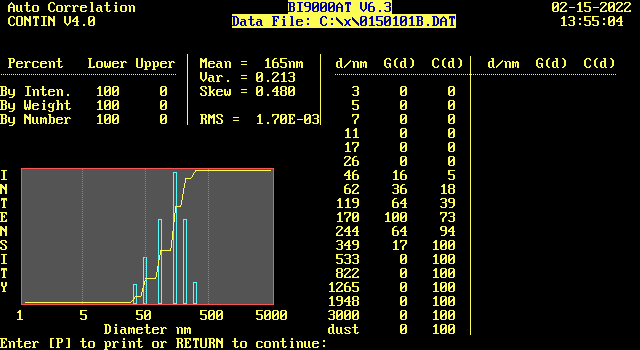 Auto Correlation BI9000AT V6.3 02-15-2022
CONTIN V4.0 Data File: C:\x\0150101B.DAT 13:55:04
Percent Lower Upper Mean = 165nm d/nm G(d) C(d) d/nm G(d) C(d)
Var. = 0.213
By Inten. 100 0 Skew = 0.480 3 0 0
By Weight 100 0 5 0 0
By Number 100 0 RMS = 1.70E-03 7 0 0
11 0 0
17 0 0
26 0 0
46 16 5
62 36 18
119 64 39
170 100 73
244 64 94
349 17 100
533 0 100
822 0 100
1265 0 100
1948 0 100
3000 0 100
dust 0 100
INTENSITY
1 5 50 500 5000
Diameter nm
Enter [P] to print or RETURN to continue: